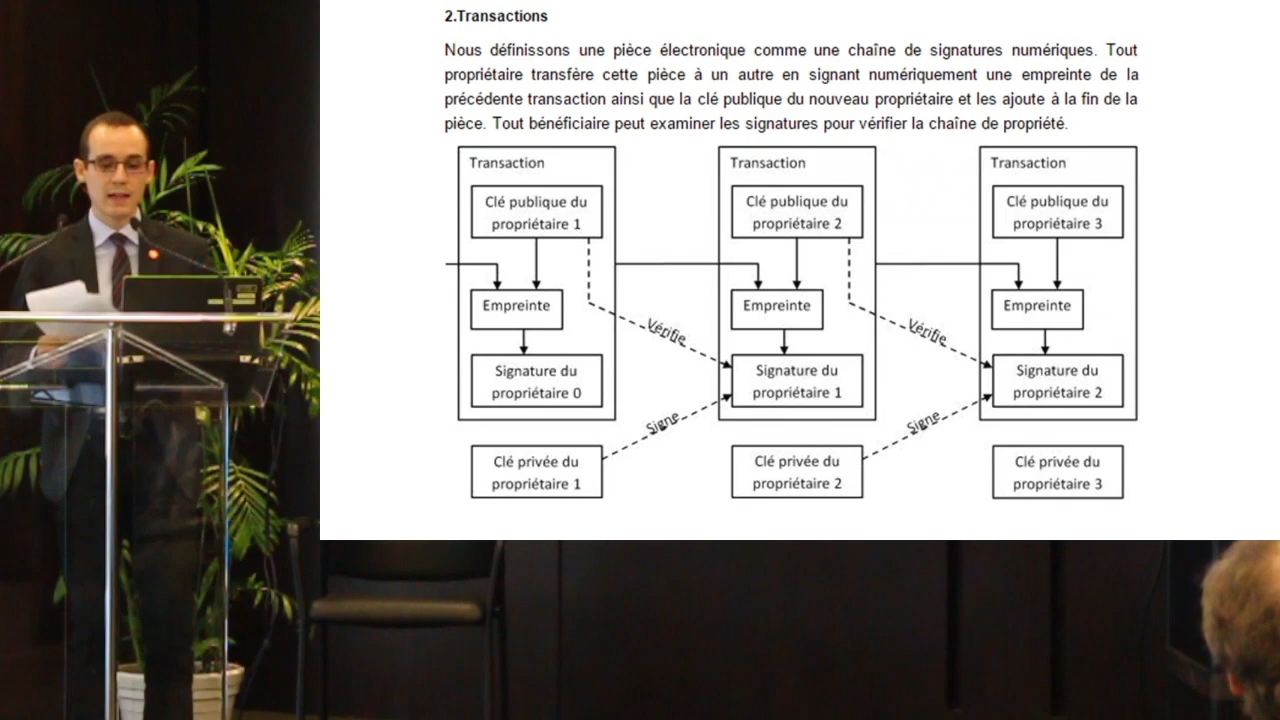 2.Transactions
Nous définissons une pièce électronique comme une chaîne de signatures numériques. Tout
propriétaire transfère cette pièce à un autre en signant numériquement une empreinte de la
précédente transaction ainsi que la clé publique du nouveau propriétaire et les ajoute à la fin de la
pièce. Tout bénéficiaire peut examiner les signatures pour vérifier la chaîne de propriété.
Transaction
Clé publique du
propriétaire 1
Empreinte
Signature du
propriétaire 0
Clé privée du
propriétaire 1
Vérifie
Signe
Transaction
Clé publique du
propriétaire 2
Empreinte
Signature du
propriétaire 1
Clé privée du
propriétaire 2
Vérifie
Signe
Transaction
Clé publique du
propriétaire 3
Empreinte
Signature du
propriétaire 2
Clé privée du
propriétaire 3